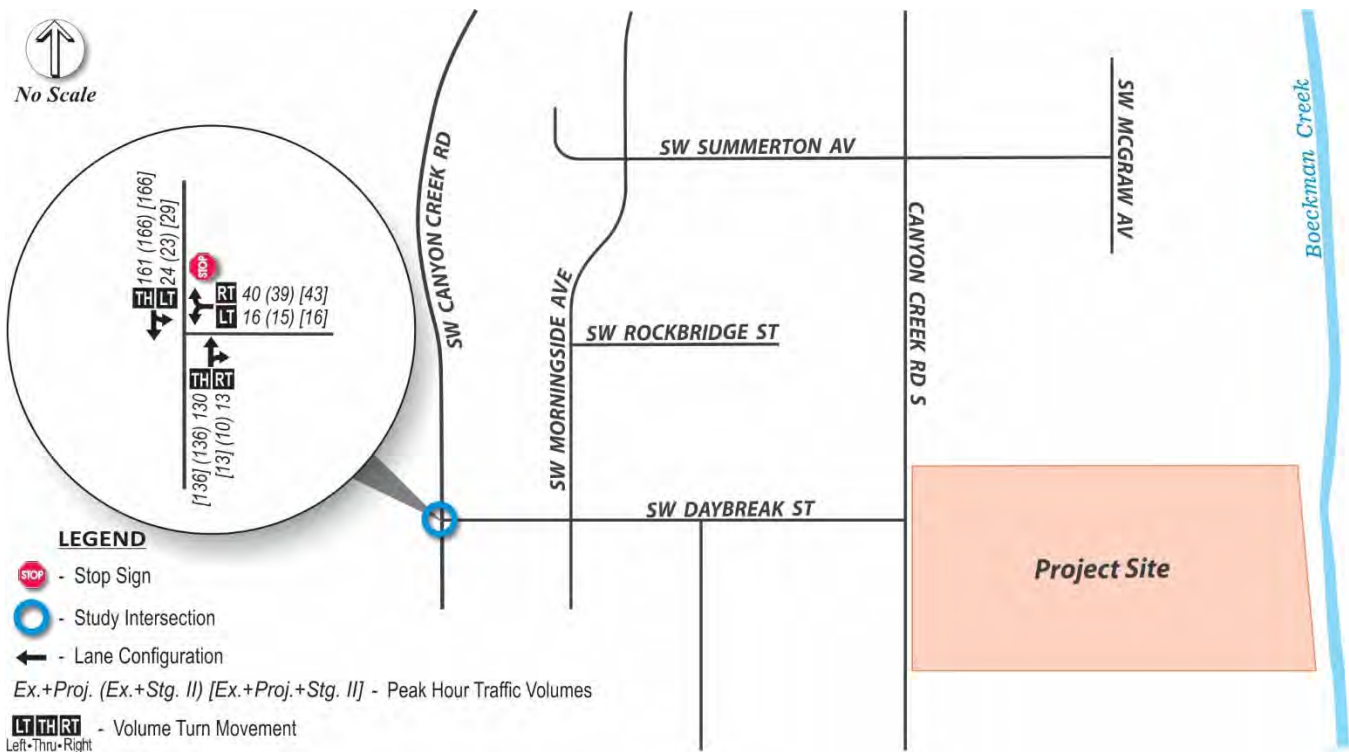 No Scale
161 (166) [166]
24 (23) [29]
TH LT
STOP
RT 40 (39) [43]
LT 16 (15) [16]
TH RT
[136] (136) 130
[13] (10) 13
SW CANYON CREEK RD
SW MORNINGSIDE AVE
SW SUMMERTON AV
SW MCGRAW AV
Boeckman Creek
CANYON CREEK RD S
SW ROCKBRIDGE ST
SW DAYBREAK ST
Project Site
LEGEND
STOP - Stop Sign
- Study Intersection
- Lane Configuration
Ex.+Proj. (Ex.+Stg. II) [Ex.+Proj.+Stg. II] - Peak Hour Traffic Volumes
LT TH RT - Volume Turn Movement
Left•Thru•Right